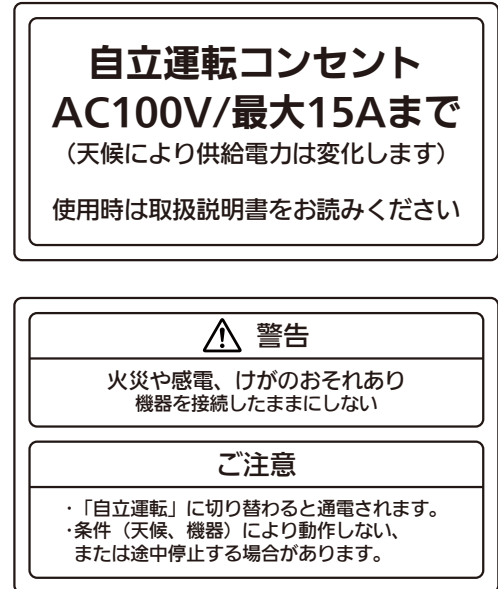 自立運転コンセント
AC100V/最大15Aまで
（天候により供給電力は変化します）
使用時は取扱説明書をお読みください
警告
火災や感電、けがのおそれあり
機器を接続したままにしない
ご注意
・「自立運転」に切り替わると通電されます。
・条件（天候、機器）により動作しない、
または途中停止する場合があります。